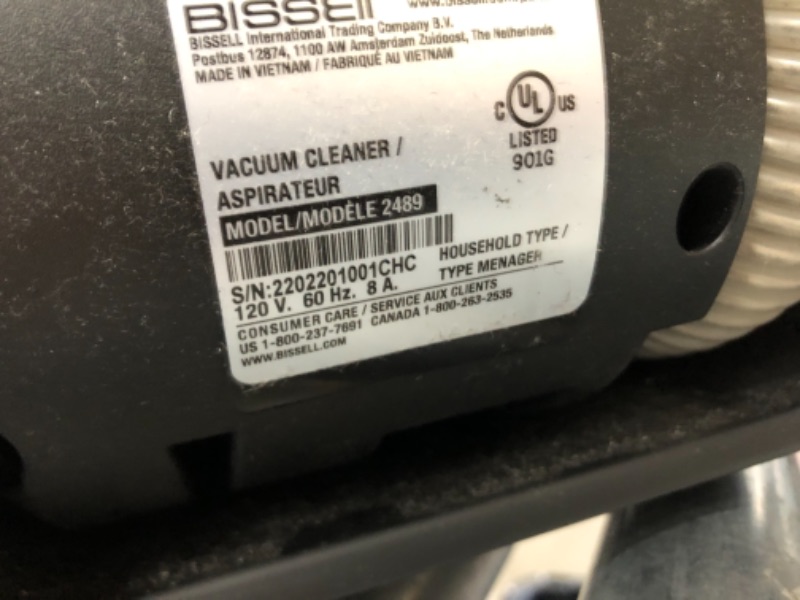 BISSELL
BISSELL International Trading Company B.V.
Postbus 12874, 1100 AW Amsterdam Zuidoost, The Netherlands
MADE IN VIETNAM / FABRIQUÉ AU VIETNAM
C UL US
LISTED
901G
VACUUM CLEANER /
ASPIRATEUR
MODEL/MODÈLE 2489
HOUSEHOLD TYPE /
TYPE MENAGER
S/N:2202201001CHC
120 V. 60 Hz. 8 A.
CONSUMER CARE / SERVICE AUX CLIENTS
US 1-800-237-7691 CANADA 1-800-263-2535
WWW.BISSELL.COM